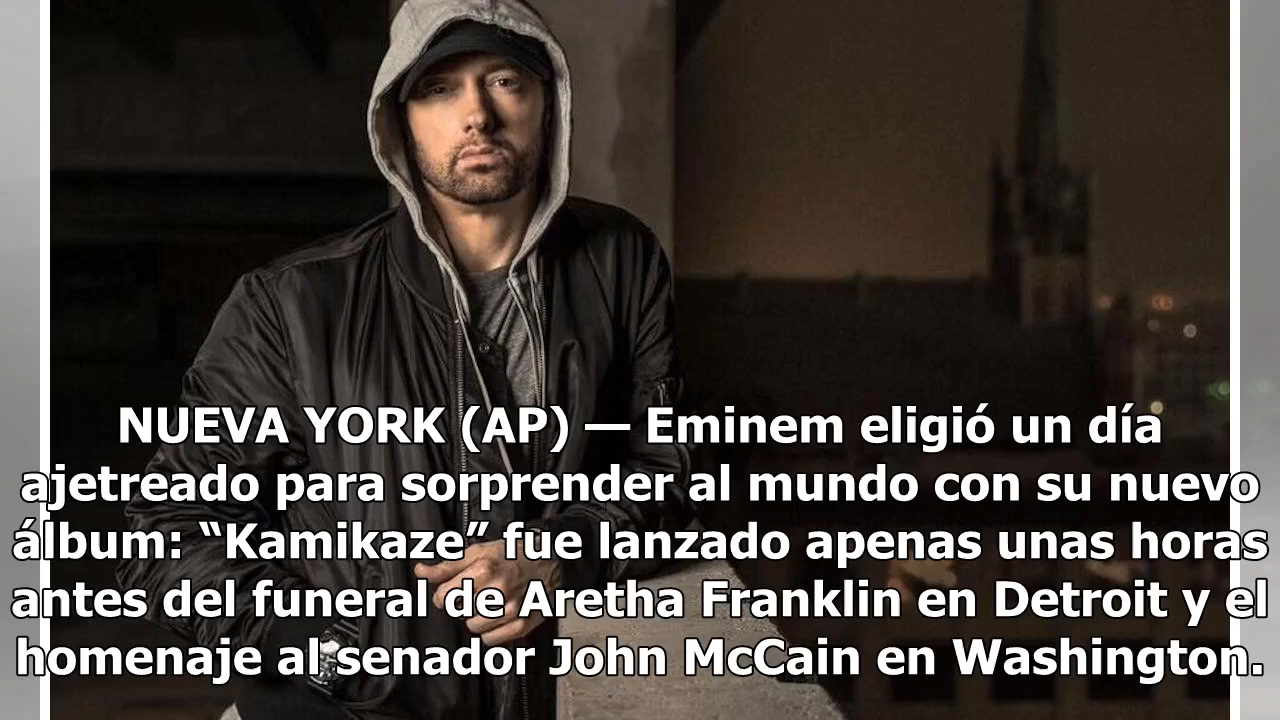 NUEVA YORK (AP) — Eminem eligió un día
ajetreado para sorprender al mundo con su nuevo
álbum: “Kamikaze” fue lanzado apenas unas horas
antes del funeral de Aretha Franklin en Detroit y el
homenaje al senador John McCain en Washington.